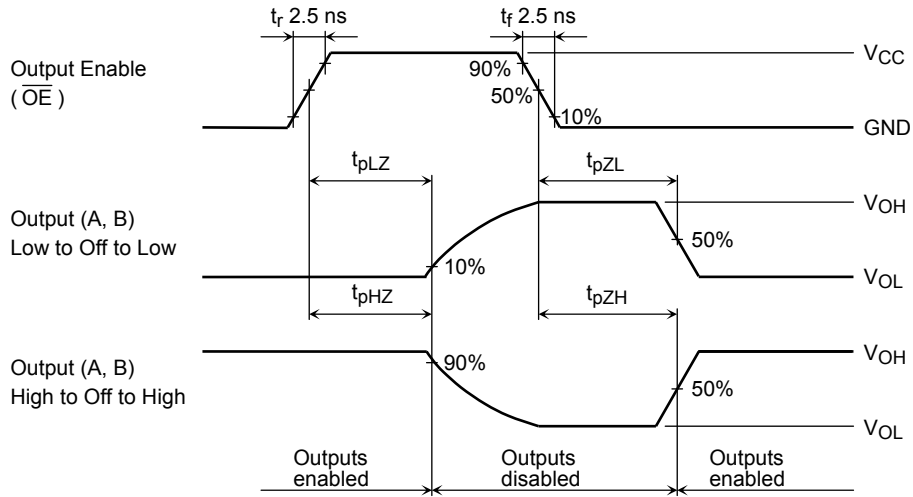 tr 2.5 ns
tf 2.5 ns
Output Enable
( OE )
90%
50%
10%
VCC
GND
tpLZ
tpZL
Output (A, B)
Low to Off to Low
10%
50%
VOH
VOL
tpHZ
tpZH
Output (A, B)
High to Off to High
90%
50%
VOH
VOL
Outputs
enabled
Outputs
disabled
Outputs
enabled